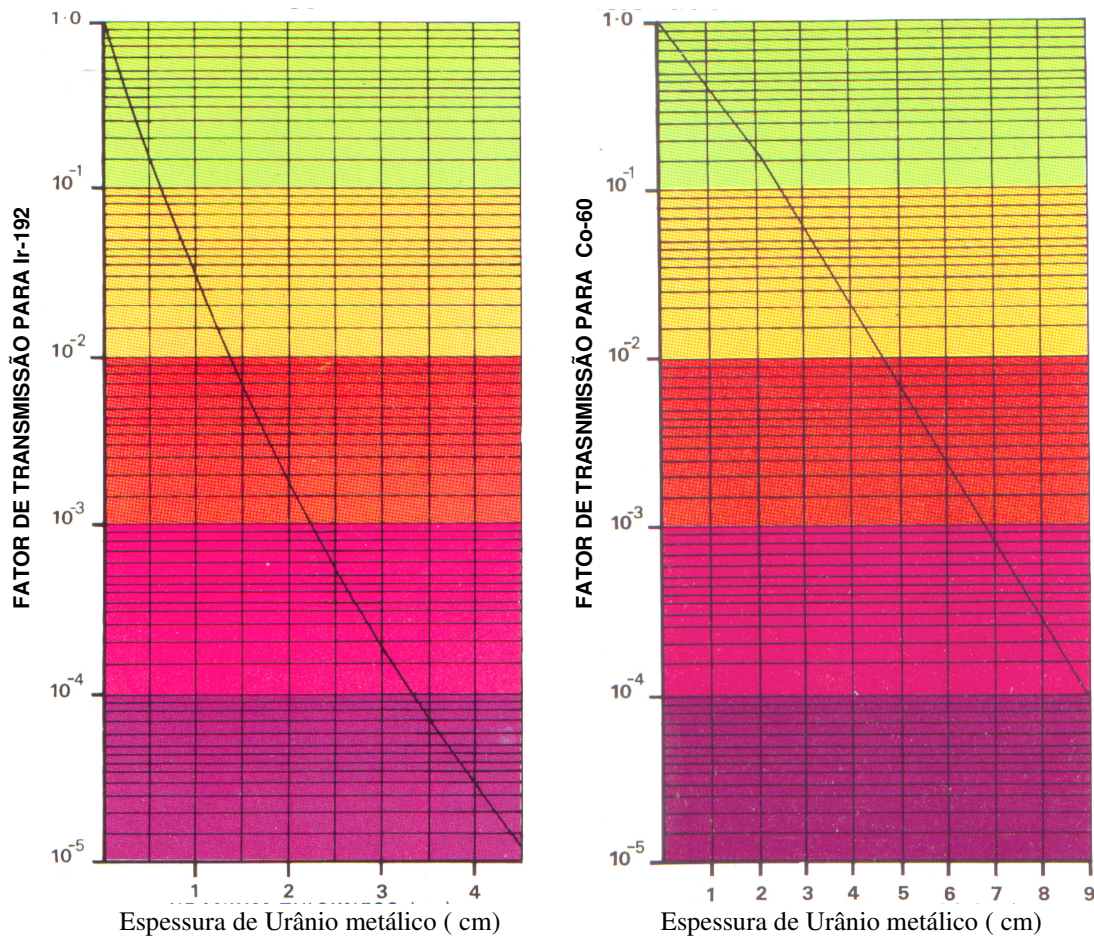 1·0
10-1
10-2
10-3
10-4
10-5
FATOR DE TRANSMISSÃO PARA Ir-192
1 2 3 4
Espessura de Urânio metálico ( cm)
1·0
10-1
10-2
10-3
10-4
10-5
FATOR DE TRASNMISSÃO PARA Co-60
1 2 3 4 5 6 7 8 9
Espessura de Urânio metálico ( cm)